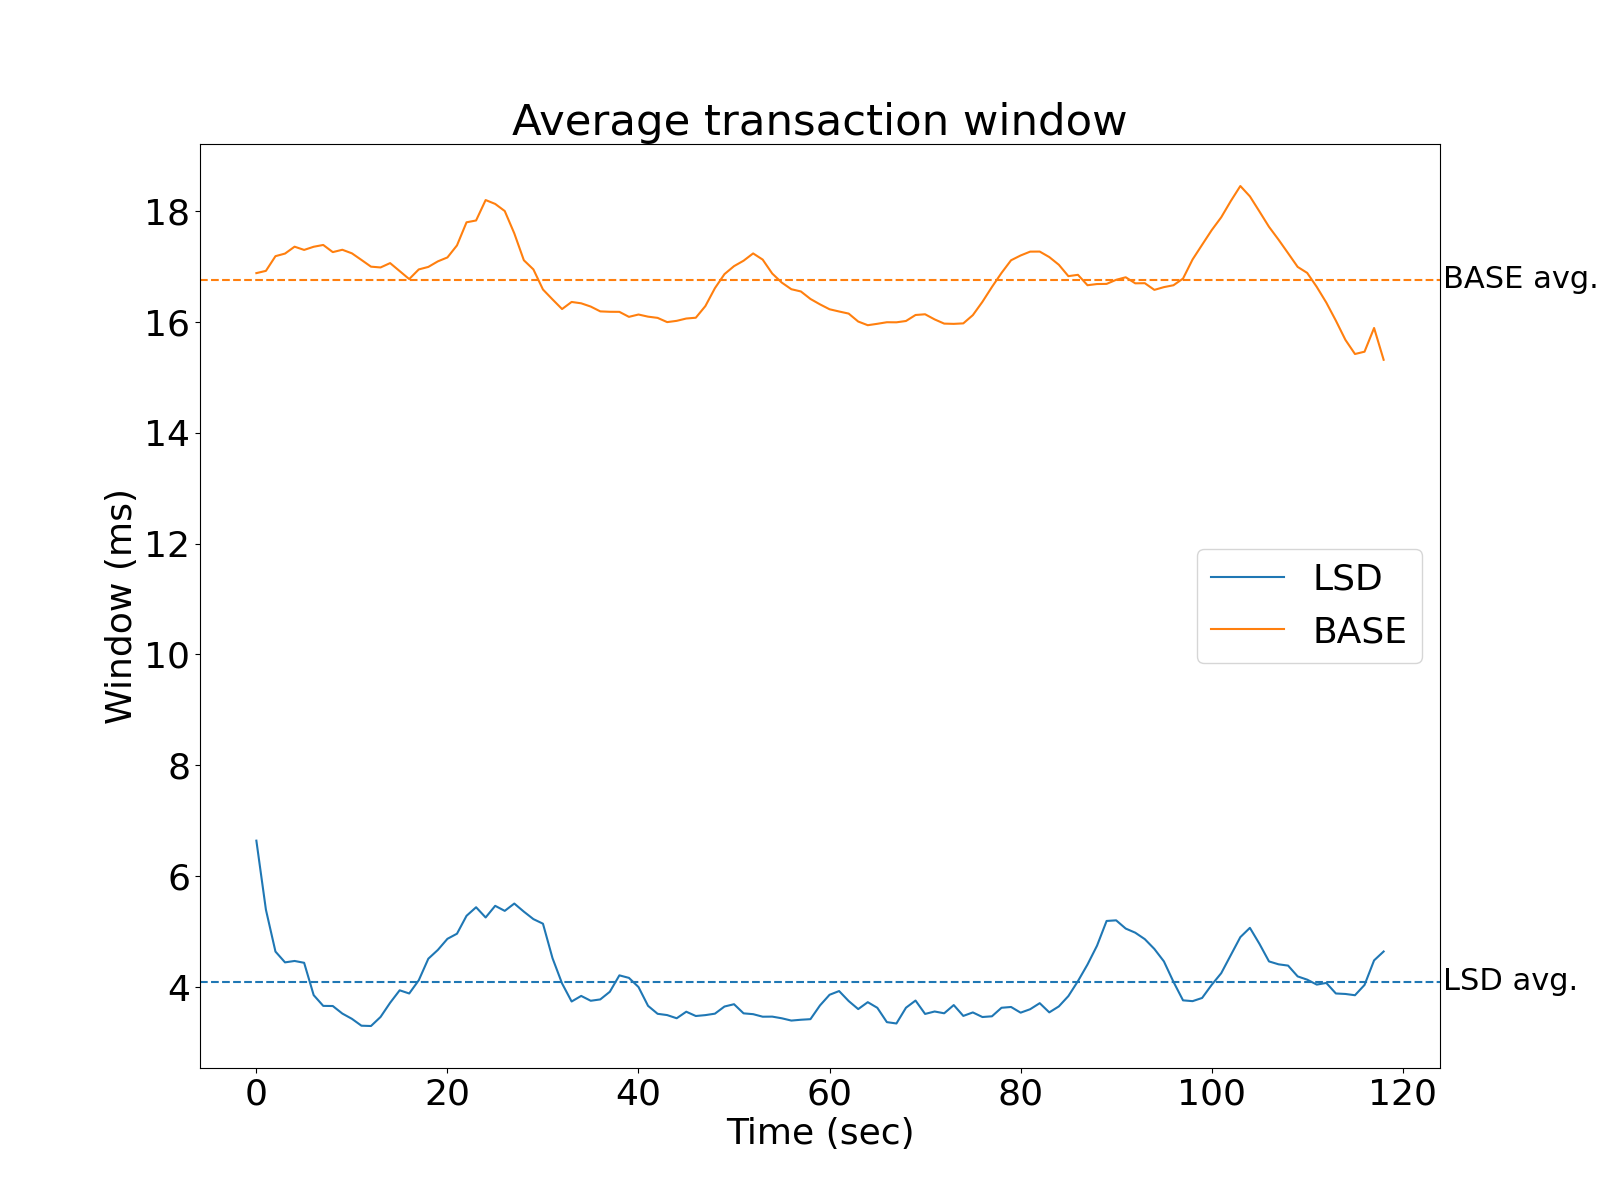 Average transaction window
18
16
14
12
10
8
6
4
Window (ms)
BASE avg.
LSD
BASE
LSD avg.
0 20 40 60 80 100 120
Time (sec)